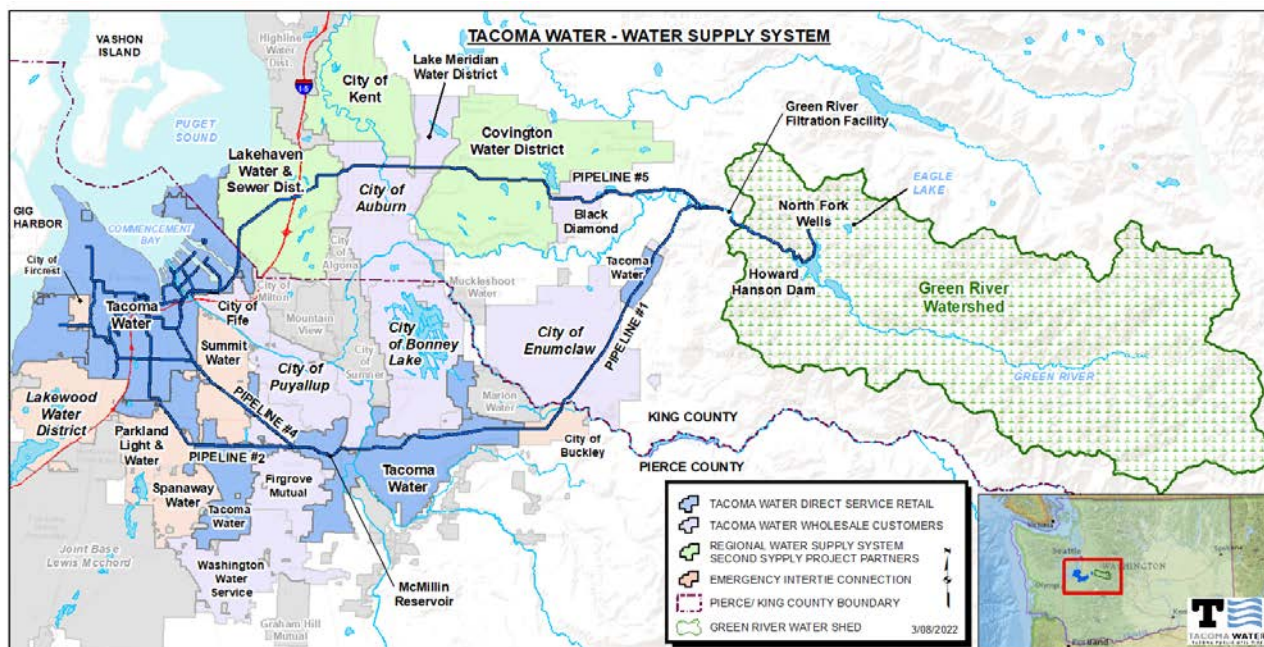 TACOMA WATER - WATER SUPPLY SYSTEM
VASHON
ISLAND
Highline
Water
Dist.
I-5
City of
Kent
Lake Meridian
Water District
PUGET
SOUND
Covington
Water District
Green River
Filtration Facility
Lakehaven
Water &
Sewer Dist.
City of
Auburn
PIPELINE #5
EAGLE
LAKE
GIG
HARBOR
COMMENCEMENT
BAY
Black
Diamond
North Fork
Wells
City of
Fircrest
City
of
Algona
Tacoma
Water
Howard
Hanson Dam
Muckleshoot
Water
Green River
Watershed
Tacoma
Water
City of
Fife
City of
Milton
Mountain
View
PIPELINE #1
City of
Enumclaw
City
of Bonney
Lake
Summit
Water
City of
Puyallup
City
of
Sumner
GREEN RIVER
Lakewood
Water
District
PIPELINE #4
Marion
Water
KING COUNTY
Parkland
Light &
Water
City of
Buckley
PIERCE COUNTY
PIPELINE #2
Tacoma
Water
Firgrove
Mutual
Spanaway
Water
Tacoma
Water
Joint Base
Lewis Mcchord
Washington
Water
Service
McMillin
Reservoir
Graham Hill
Mutual
TACOMA WATER DIRECT SERVICE RETAIL
TACOMA WATER WHOLESALE CUSTOMERS
REGIONAL WATER SUPPLY SYSTEM
SECOND SYPPLY PROJECT PARTNERS
EMERGENCY INTERTIE CONNECTION
PIERCE/ KING COUNTY BOUNDARY
GREEN RIVER WATER SHED
N
3/08/2022
Victoria
Seattle
Spokane
WASHINGTON
Olympia
T
TACOMA WATER